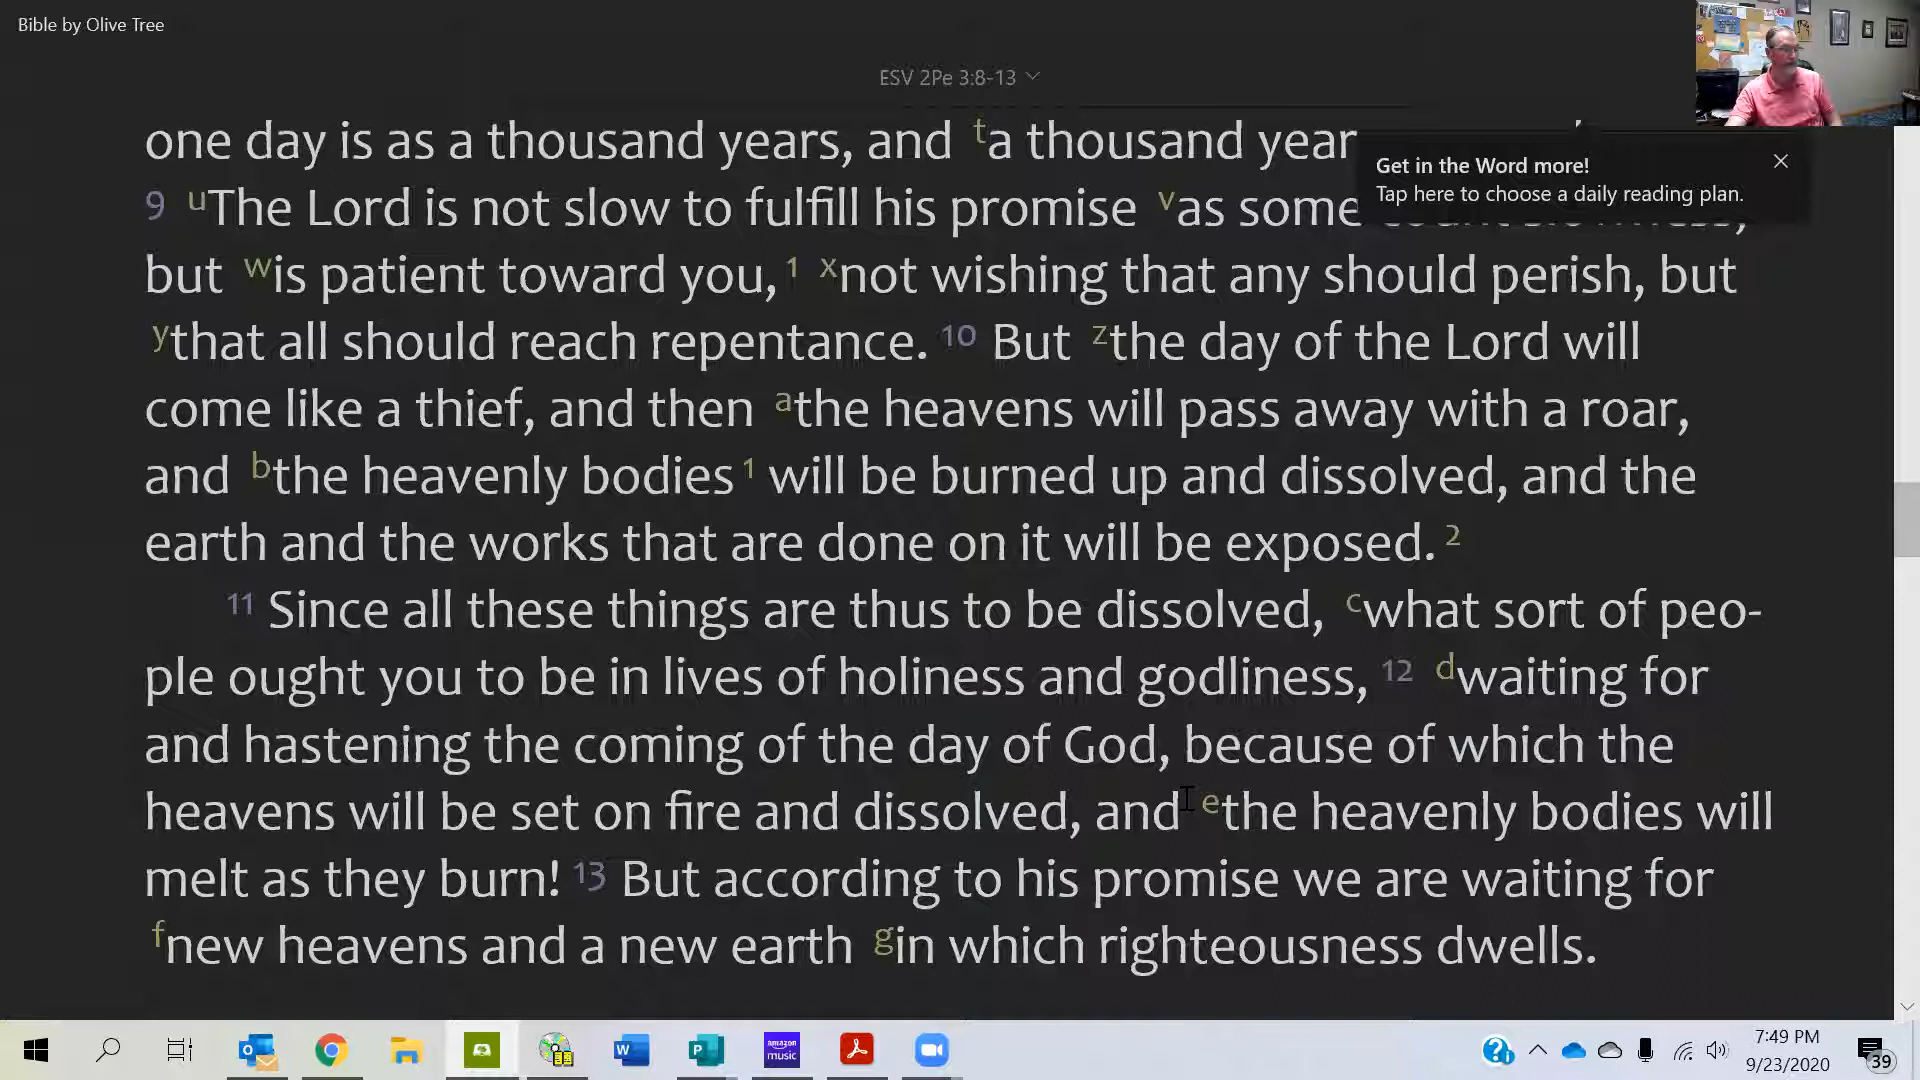 Bible by Olive Tree
ESV 2Pe 3:8-13
one day is as a thousand years, and ta thousand year
Get in the Word more!
Tap here to choose a daily reading plan.
9 uThe Lord is not slow to fulfill his promise vas some
but wis patient toward you,1 xnot wishing that any should perish, but
ythat all should reach repentance. 10 But zthe day of the Lord will
come like a thief, and then athe heavens will pass away with a roar,
and bthe heavenly bodies1 will be burned up and dissolved, and the
earth and the works that are done on it will be exposed.2
11 Since all these things are thus to be dissolved, cwhat sort of peo-
ple ought you to be in lives of holiness and godliness, 12 dwaiting for
and hastening the coming of the day of God, because of which the
heavens will be set on fire and dissolved, and ethe heavenly bodies will
melt as they burn! 13 But according to his promise we are waiting for
fnew heavens and a new earth gin which righteousness dwells.
amazon music
7:49 PM
9/23/2020
39